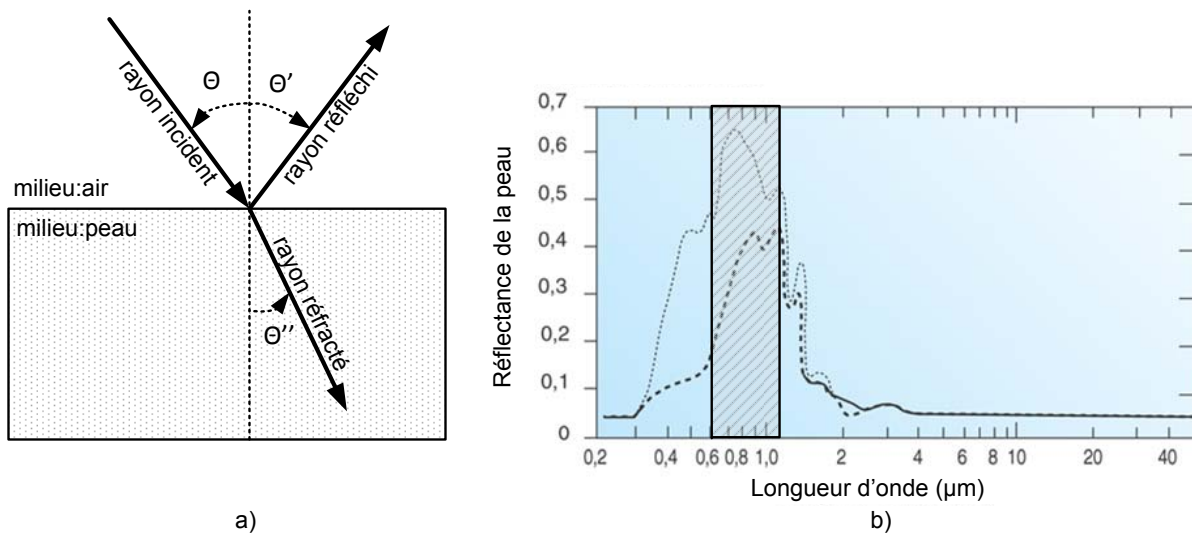 Θ
Θ’
rayon incident
rayon réfléchi
milieu:air
milieu:peau
rayon réfracté
Θ’’
a)
Réflectance de la peau
0,7
0,6
0,5
0,4
0,3
0,2
0,1
0
0,2 0,4 0,6 0,8 1,0 2 4 6 8 10 20 40
Longueur d’onde (µm)
b)